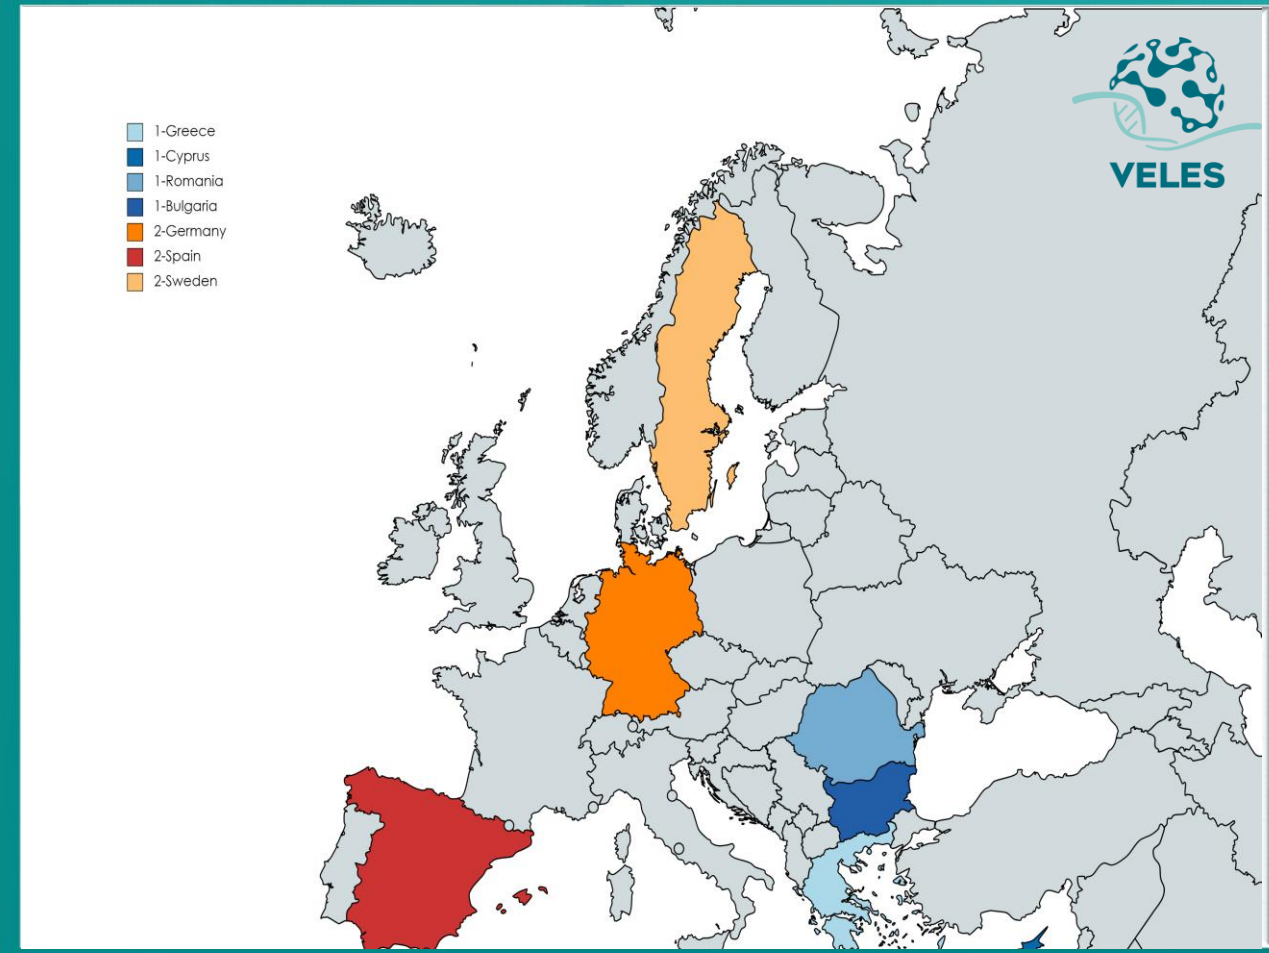 1-Greece
1-Cyprus
1-Romania
1-Bulgaria
2-Germany
2-Spain
2-Sweden
VELES